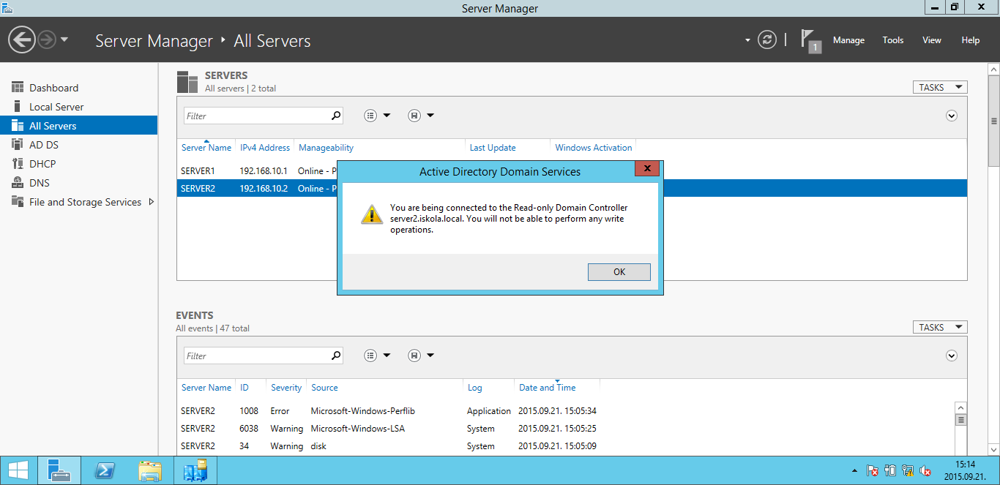 Server Manager
Server Manager ‣ All Servers
1
Manage
Tools
View
Help
Dashboard
Local Server
All Servers
AD DS
DHCP
DNS
File and Storage Services
SERVERS
All servers | 2 total
TASKS
Filter
Server Name IPv4 Address Manageability Last Update Windows Activation
SERVER1 192.168.10.1 Online - P
SERVER2 192.168.10.2 Online - P
Active Directory Domain Services
You are being connected to the Read-only Domain Controller
server2.iskola.local. You will not be able to perform any write
operations.
OK
EVENTS
All events | 47 total
TASKS
Filter
Server Name ID Severity Source Log Date and Time
SERVER2 1008 Error Microsoft-Windows-Perflib Application 2015.09.21. 15:05:34
SERVER2 6038 Warning Microsoft-Windows-LSA System 2015.09.21. 15:05:25
SERVER2 34 Warning disk System 2015.09.21. 15:05:09
15:14
2015.09.21.